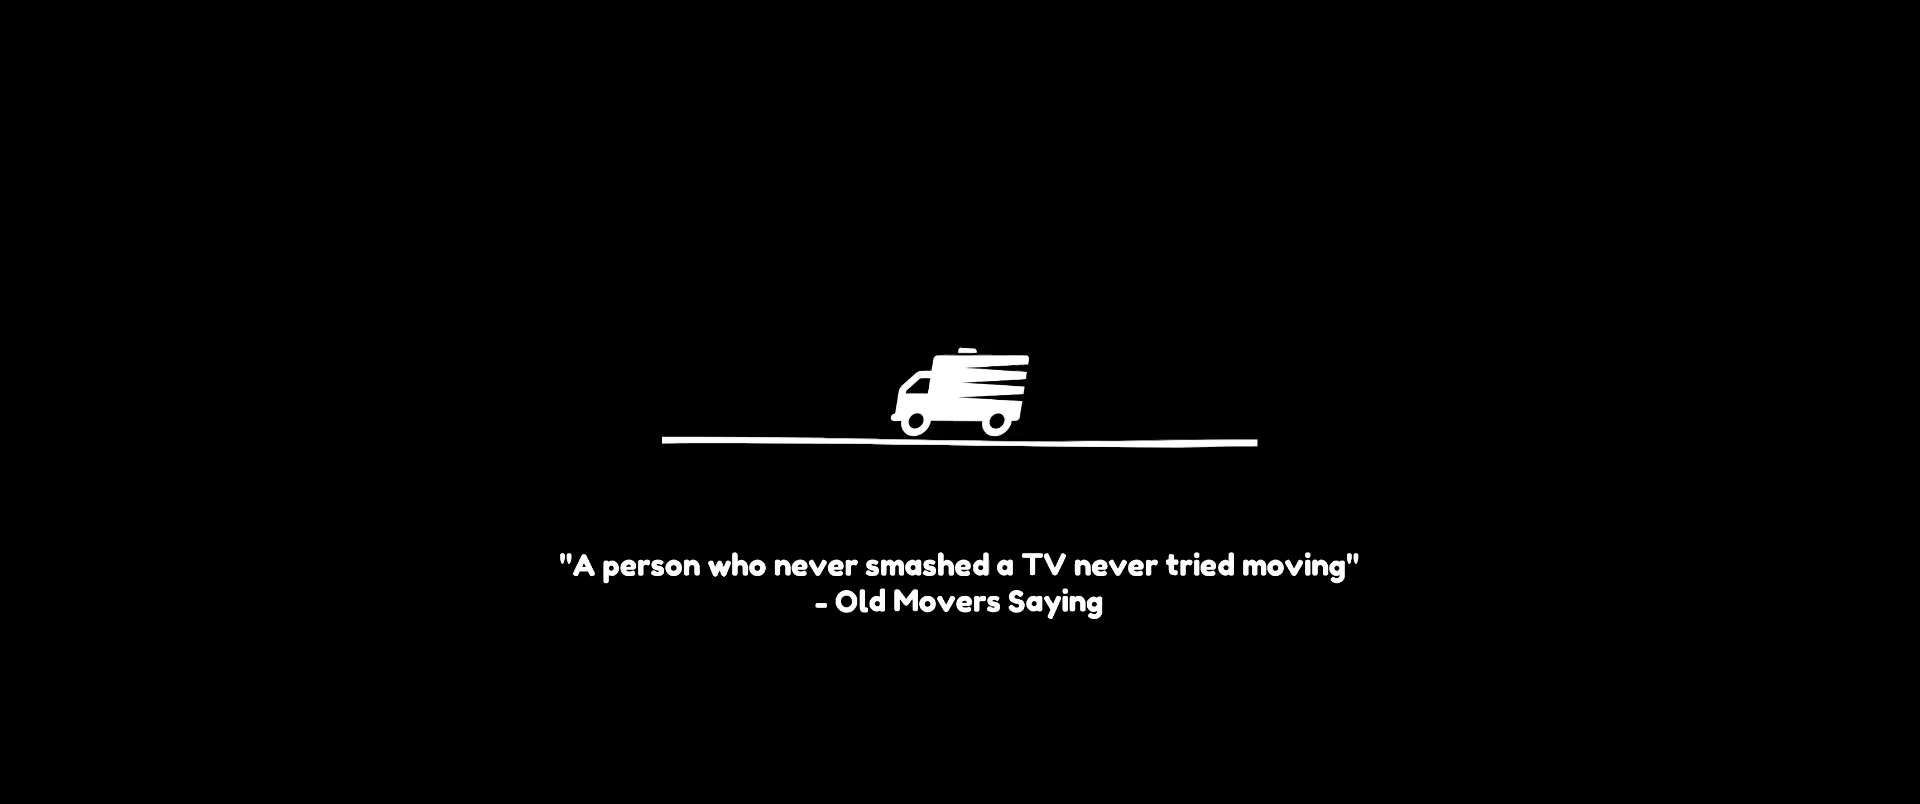 "A person who never smashed a TV never tried moving"
- Old Movers Saying